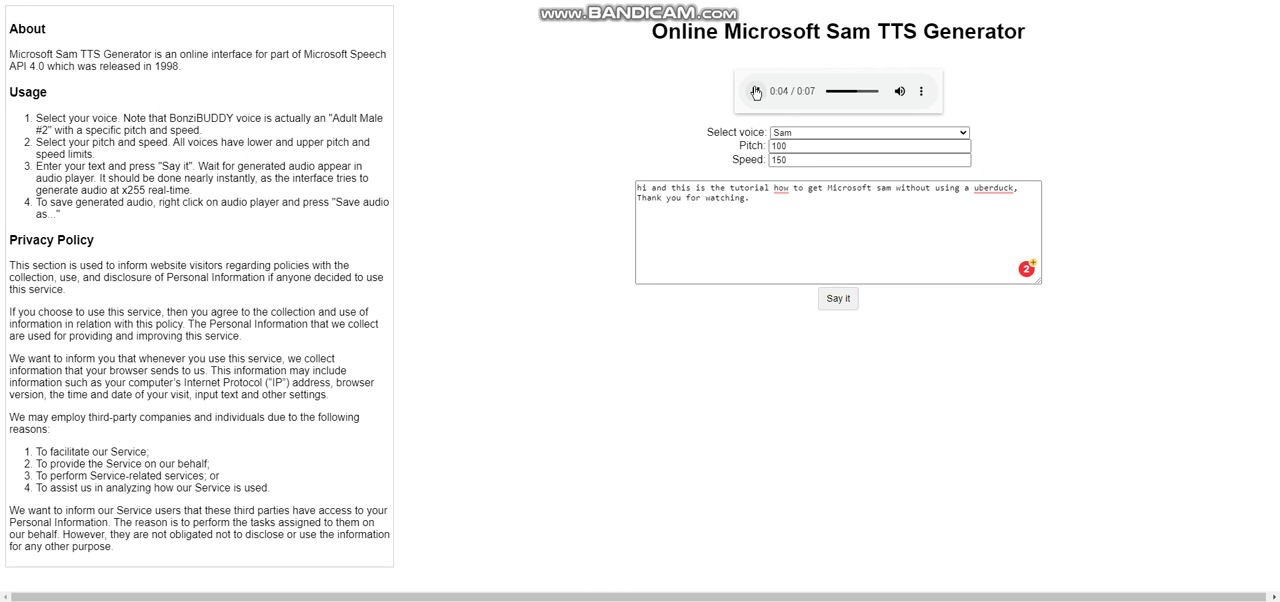 www.BANDICAM.com
About
Microsoft Sam TTS Generator is an online interface for part of Microsoft Speech
API 4.0 which was released in 1998.
Usage
1. Select your voice. Note that BonziBUDDY voice is actually an "Adult Male
#2" with a specific pitch and speed.
2. Select your pitch and speed. All voices have lower and upper pitch and
speed limits.
3. Enter your text and press "Say it". Wait for generated audio appear in
audio player. It should be done nearly instantly, as the interface tries to
generate audio at x255 real-time.
4. To save generated audio, right click on audio player and press "Save audio
as..."
Privacy Policy
This section is used to inform website visitors regarding policies with the
collection, use, and disclosure of Personal Information if anyone decided to use
this service.
If you choose to use this service, then you agree to the collection and use of
information in relation with this policy. The Personal Information that we collect
are used for providing and improving this service.
We want to inform you that whenever you use this service, we collect
information that your browser sends to us. This information may include
information such as your computer's Internet Protocol ("IP") address, browser
version, the time and date of your visit, input text and other settings.
We may employ third-party companies and individuals due to the following
reasons:
1. To facilitate our Service;
2. To provide the Service on our behalf;
3. To perform Service-related services; or
4. To assist us in analyzing how our Service is used.
We want to inform our Service users that these third parties have access to your
Personal Information. The reason is to perform the tasks assigned to them on
our behalf. However, they are not obligated not to disclose or use the information
for any other purpose.
Online Microsoft Sam TTS Generator
0:04 / 0:07
Select voice: Sam
Pitch: 100
Speed: 150
hi and this is the tutorial how to get Microsoft sam without using a uberduck,
Thank you for watching.
2
Say it